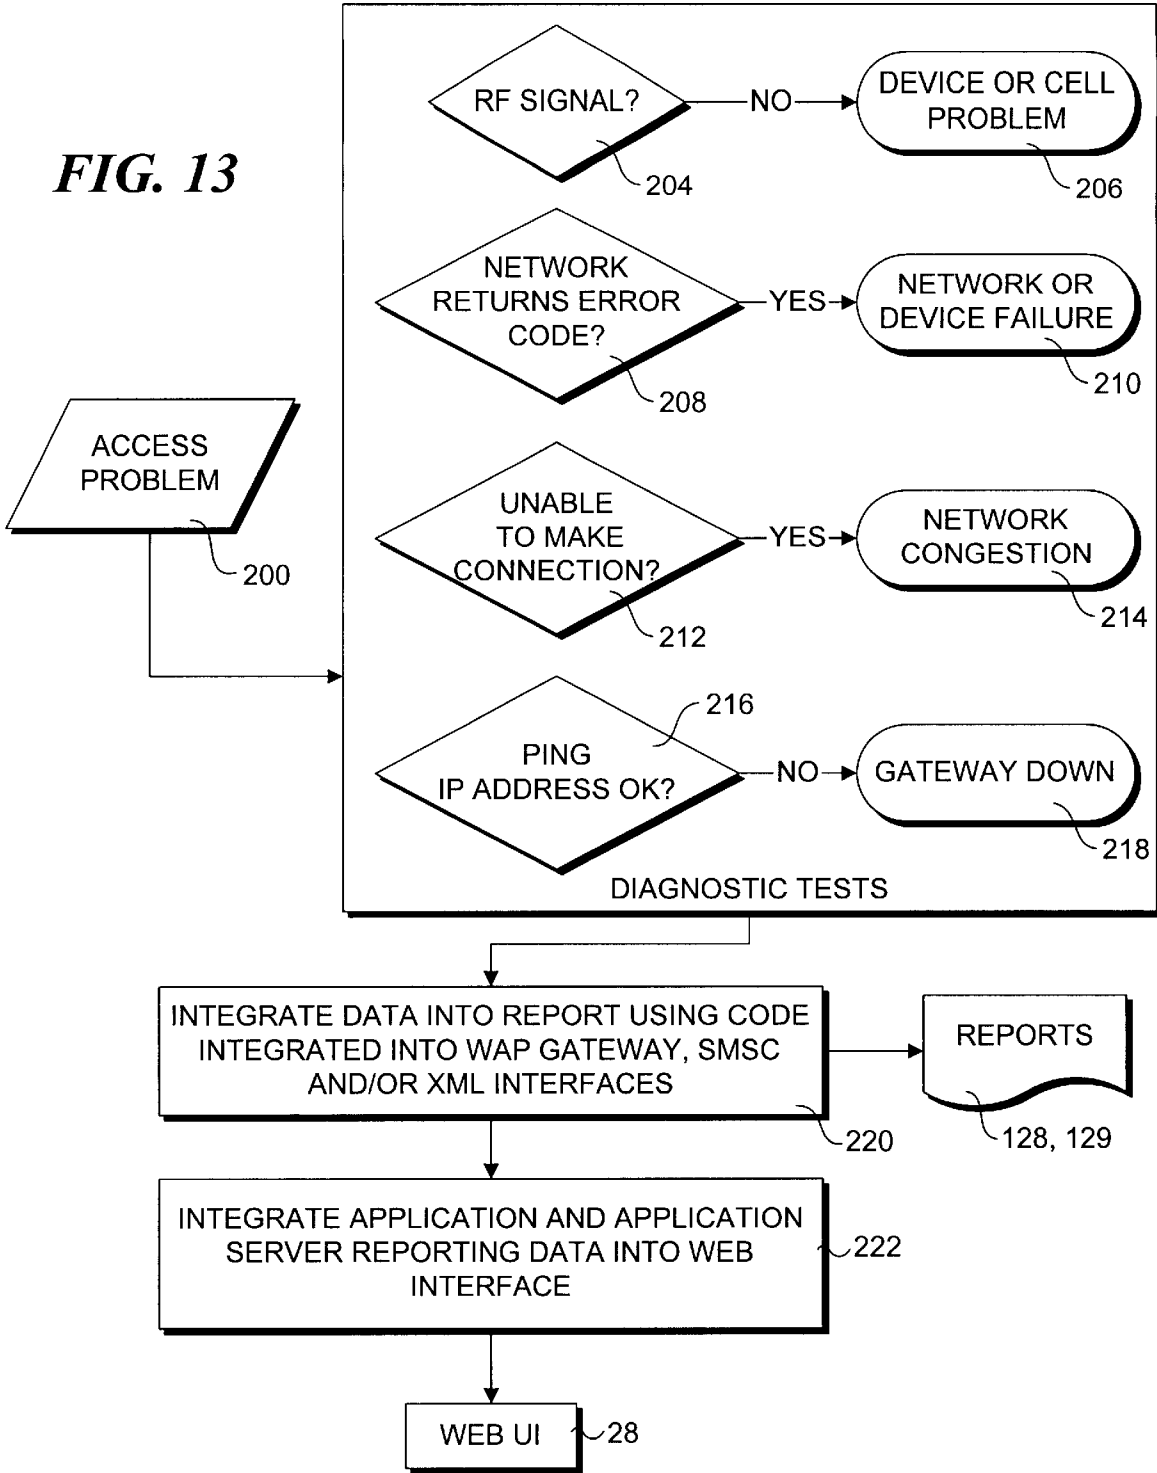 FIG. 13
RF SIGNAL?
204
NO
DEVICE OR CELL
PROBLEM
206
NETWORK
RETURNS ERROR
CODE?
208
YES
NETWORK OR
DEVICE FAILURE
210
ACCESS
PROBLEM
200
UNABLE
TO MAKE
CONNECTION?
212
YES
NETWORK
CONGESTION
214
PING
IP ADDRESS OK?
216
NO
GATEWAY DOWN
218
DIAGNOSTIC TESTS
INTEGRATE DATA INTO REPORT USING CODE
INTEGRATED INTO WAP GATEWAY, SMSC
AND/OR XML INTERFACES
220
REPORTS
128, 129
INTEGRATE APPLICATION AND APPLICATION
SERVER REPORTING DATA INTO WEB
INTERFACE
222
WEB UI
28